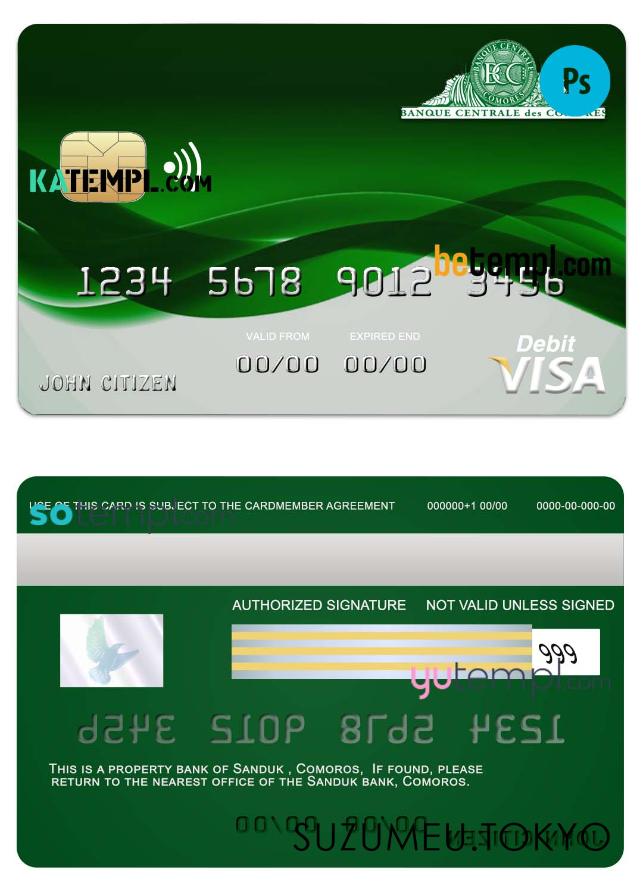 BANQUE CENTRALE
BCC
COMORES
Ps
BANQUE CENTRALE des COMORES
KATEMPL.COM
betempl.com
1234 5678 9012 3456
VALID FROM EXPIRED END
00/00 00/00
Debit
VISA
JOHN CITIZEN
USE OF THIS CARD IS SUBJECT TO THE CARDMEMBER AGREEMENT 000000+1 00/00 0000-00-000-00
sotempl.com
AUTHORIZED SIGNATURE NOT VALID UNLESS SIGNED
999
yutempl.com
1234 5678 9012 3456
THIS IS A PROPERTY BANK OF SANDUK , COMOROS, IF FOUND, PLEASE
RETURN TO THE NEAREST OFFICE OF THE SANDUK BANK, COMOROS.
00/00 00/00
JOHN CITIZEN
SUZUMEU.TOKYO